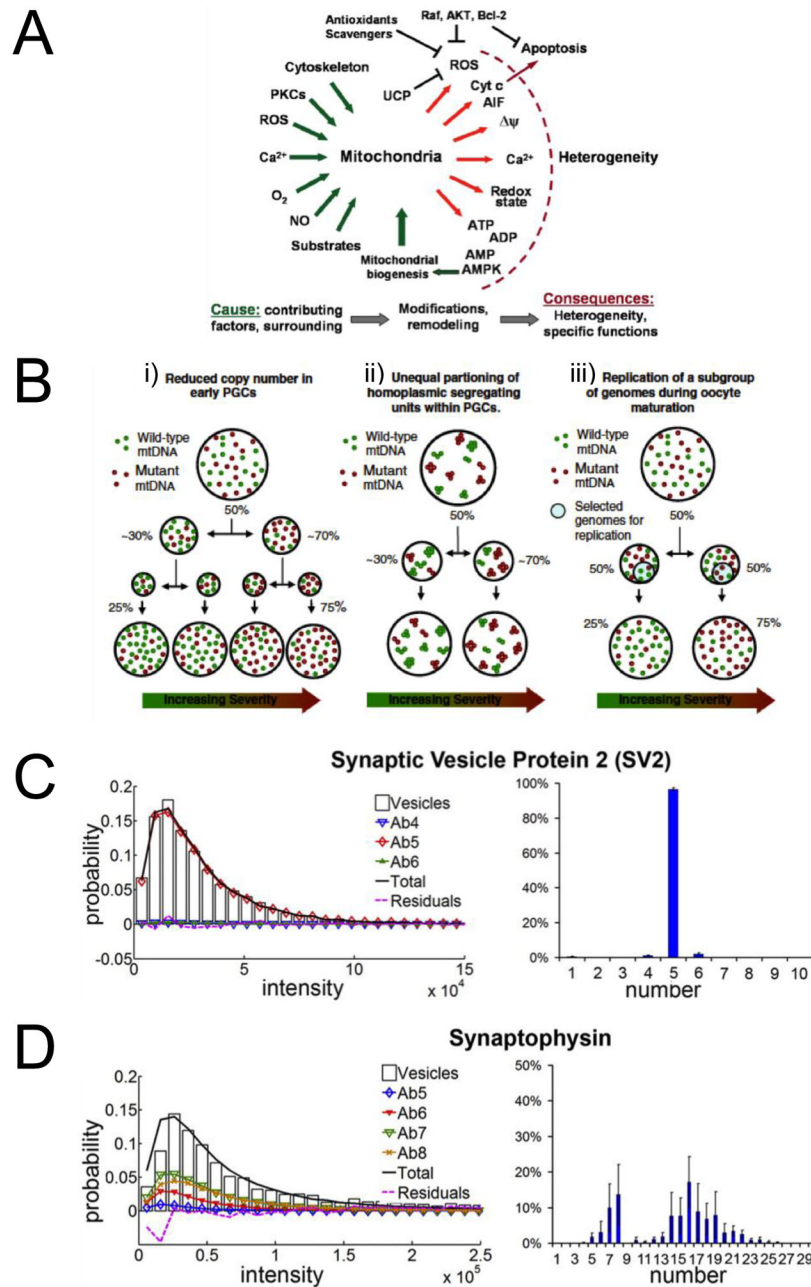 A
Antioxidants
Scavengers
Raf, AKT, Bcl-2
Apoptosis
ROS
Cytoskeleton
UCP
Cyt c
AIF
PKCs
Δψ
ROS
Ca²⁺
Mitochondria
Ca²⁺
Heterogeneity
O₂
Redox
state
NO
ATP
ADP
Substrates
Mitochondrial
biogenesis
AMP
AMPK
Cause: contributing
factors, surrounding
Modifications,
remodeling
Consequences:
Heterogeneity,
specific functions
B
i)
Reduced copy number in
early PGCs
Wild-type
mtDNA
Mutant
mtDNA
50%
~30%
~70%
25%
75%
Increasing Severity
ii)
Unequal partioning of
homoplasmic segregating
units within PGCs.
Wild-type
mtDNA
Mutant
mtDNA
50%
~30%
~70%
Increasing Severity
iii)
Replication of a subgroup
of genomes during oocyte
maturation
Wild-type
mtDNA
Mutant
mtDNA
Selected
genomes for
replication
50%
50%
50%
25%
75%
Increasing Severity
C
Synaptic Vesicle Protein 2 (SV2)
probability
0.2
0.15
0.1
0.05
0
-0.05
Vesicles
Ab4
Ab5
Ab6
Total
Residuals
0 5 10 15
x 10⁴
intensity
100%
80%
60%
40%
20%
0%
1 2 3 4 5 6 7 8 9 10
number
D
Synaptophysin
probability
0.2
0.15
0.1
0.05
0
Vesicles
Ab5
Ab6
Ab7
Ab8
Total
Residuals
0 0.5 1.0 1.5 2.0 2.5
x 10⁵
intensity
50%
40%
30%
20%
10%
0%
1 3 5 7 9 11 13 15 17 19 21 23 25 27 29
number